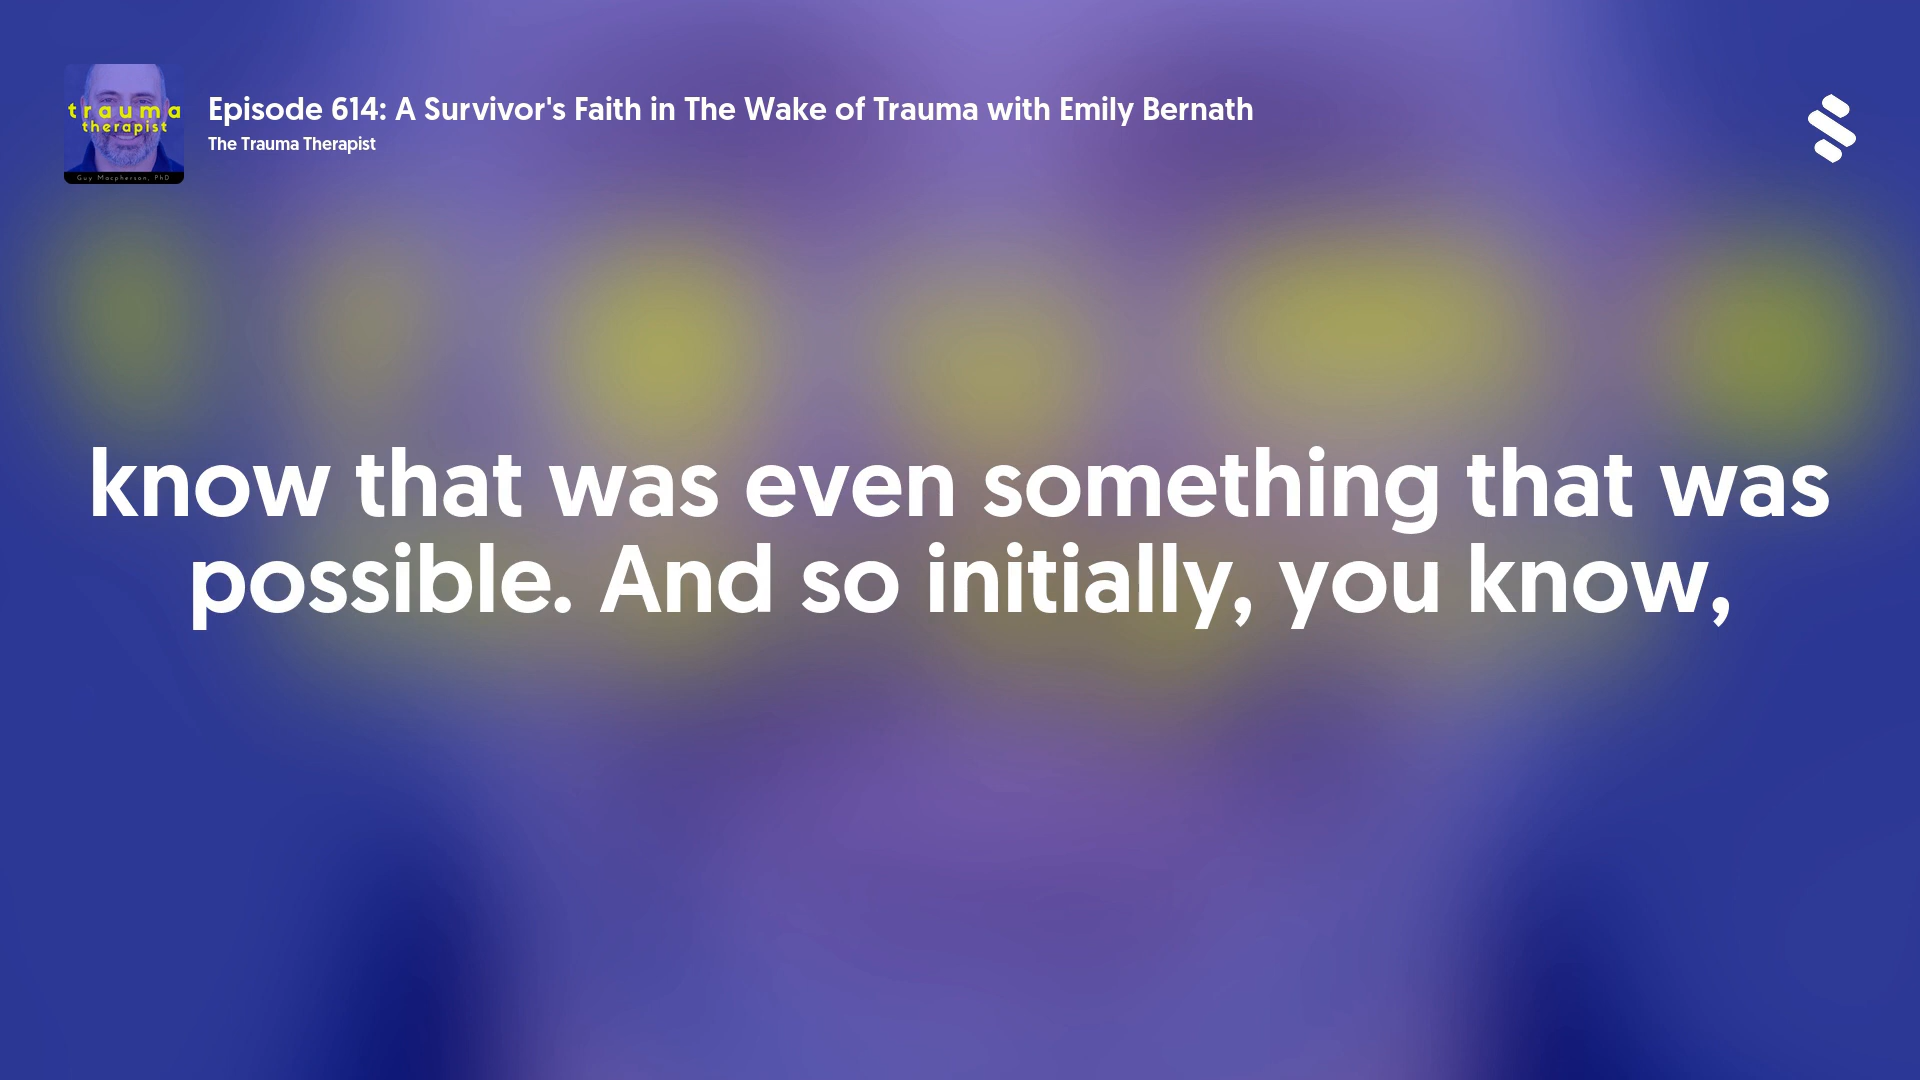 trauma
therapist
Guy Macpherson, PhD
Episode 614: A Survivor's Faith in The Wake of Trauma with Emily Bernath
The Trauma Therapist
know that was even something that was
possible. And so initially, you know,